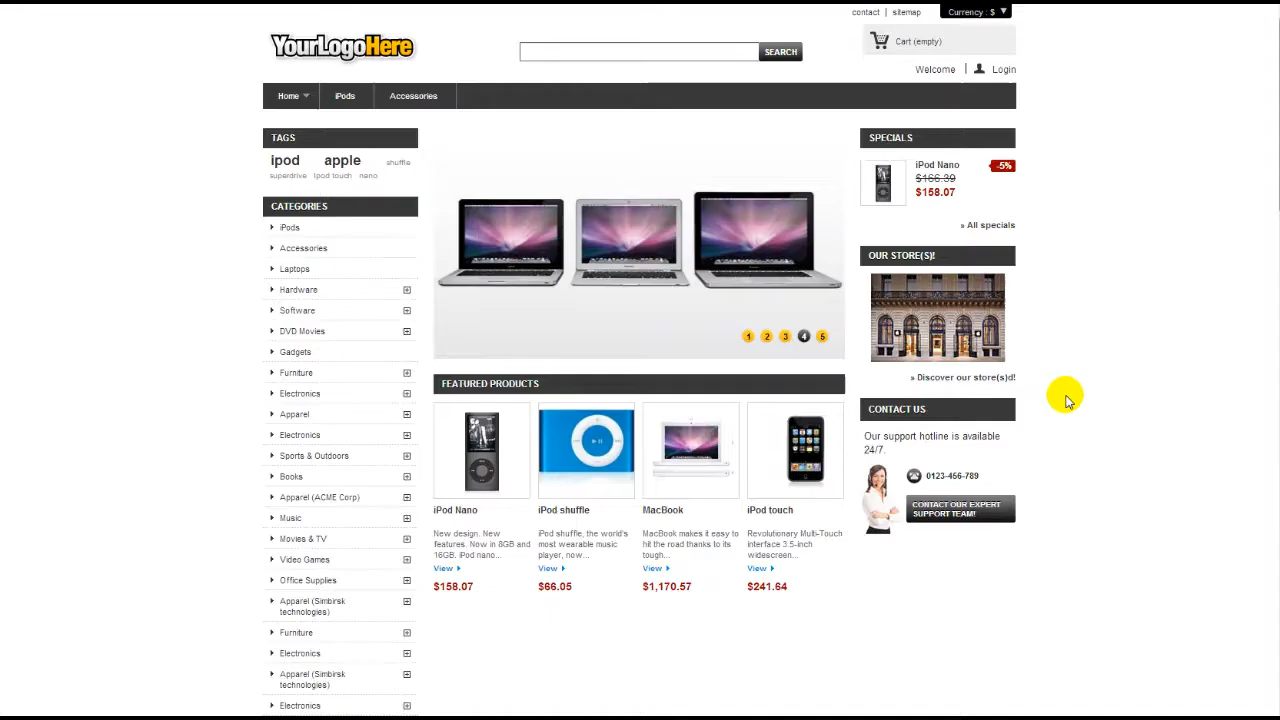 contact | sitemap
Currency : $
YourLogoHere
SEARCH
Cart (empty)
Welcome | Login
Home
iPods
Accessories
TAGS
ipod apple shuffle
superdrive Ipod touch nano
CATEGORIES
iPods
Accessories
Laptops
Hardware
Software
DVD Movies
Gadgets
Furniture
Electronics
Apparel
Electronics
Sports & Outdoors
Books
Apparel (ACME Corp)
Music
Movies & TV
Video Games
Office Supplies
Apparel (Simbirsk
technologies)
Furniture
Electronics
Apparel (Simbirsk
technologies)
Electronics
1 2 3 4 5
FEATURED PRODUCTS
iPod Nano
New design. New
features. Now in 8GB and
16GB. iPod nano...
View
$158.07
iPod shuffle
iPod shuffle, the world's
most wearable music
player, now...
View
$66.05
MacBook
MacBook makes it easy to
hit the road thanks to its
tough...
View
$1,170.57
iPod touch
Revolutionary Multi-Touch
interface 3.5-inch
widescreen...
View
$241.64
SPECIALS
iPod Nano
-5%
$166.39
$158.07
» All specials
OUR STORE(S)!
» Discover our store(s)d!
CONTACT US
Our support hotline is available
24/7.
0123-456-789
CONTACT OUR EXPERT
SUPPORT TEAM!